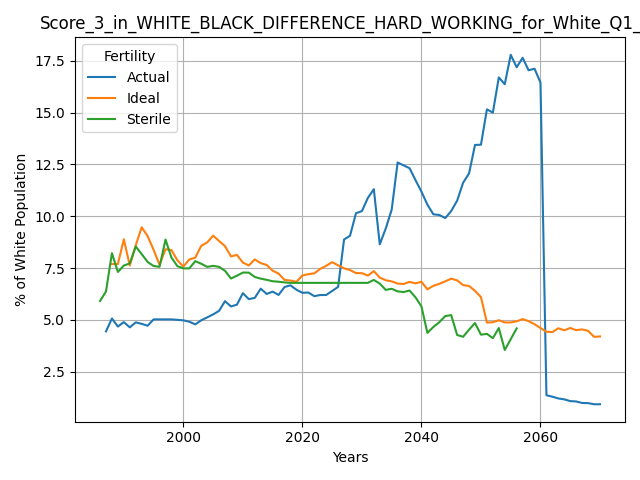 Score_3_in_WHITE_BLACK_DIFFERENCE_HARD_WORKING_for_White_Q1_
Fertility
Actual
Ideal
Sterile
% of White Population
17.5
15.0
12.5
10.0
7.5
5.0
2.5
2000
2020
2040
2060
Years